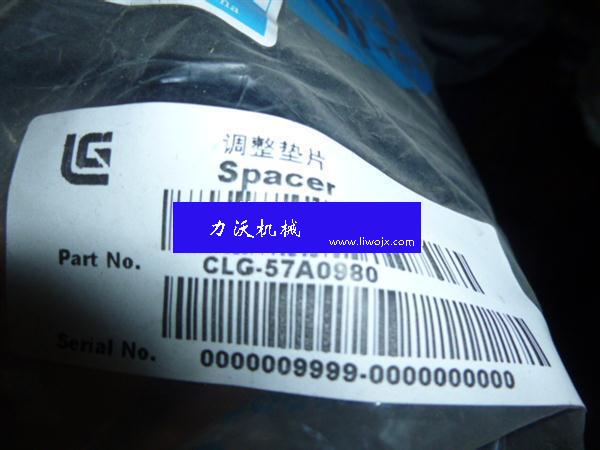 LG
调整垫片
Spacer
力沃机械
www.liwojx.com
Part No.
CLG-57A0980
Serial No.
0000009999-0000000000